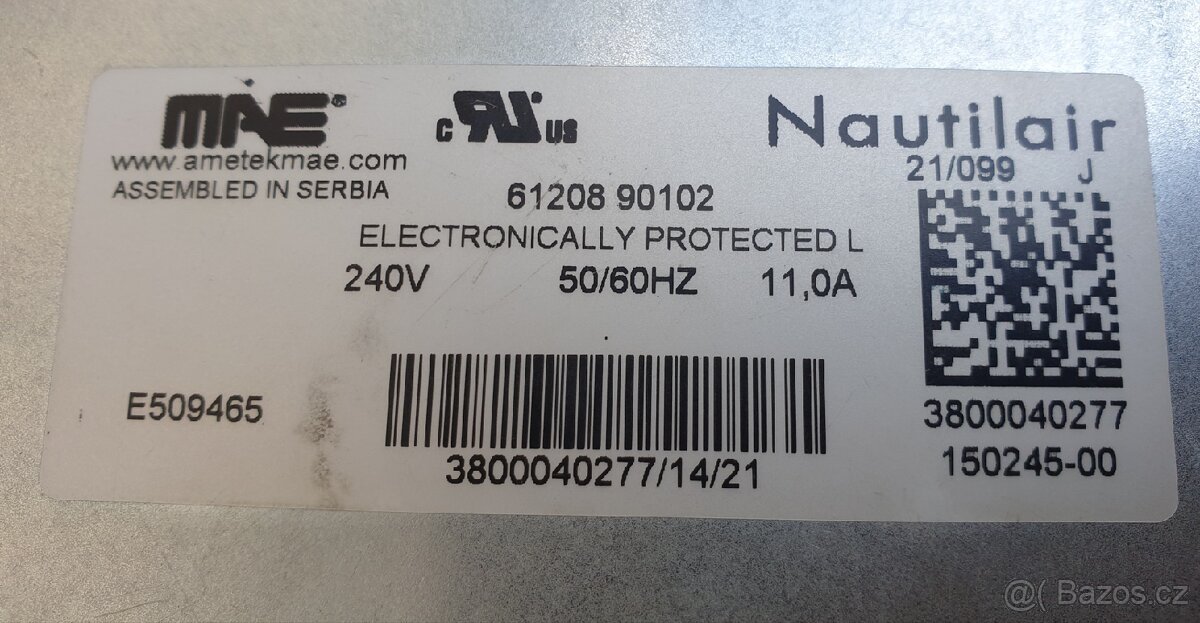 MAE
www.ametekmae.com
ASSEMBLED IN SERBIA
c RU us
Nautilair
21/099 J
61208 90102
ELECTRONICALLY PROTECTED L
240V 50/60HZ 11,0A
E509465
3800040277/14/21
3800040277
150245-00
@( Bazos.cz